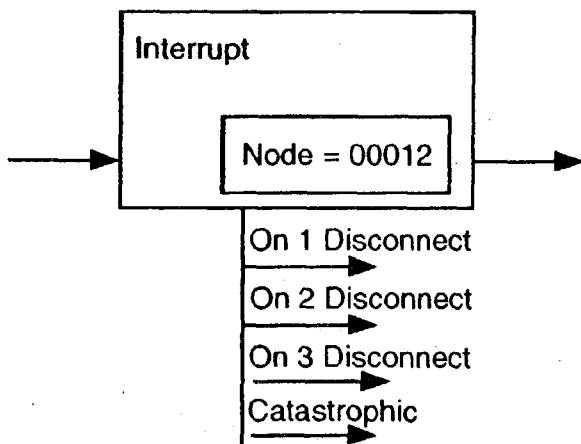 Interrupt
Node = 00012
On 1 Disconnect
On 2 Disconnect
On 3 Disconnect
Catastrophic